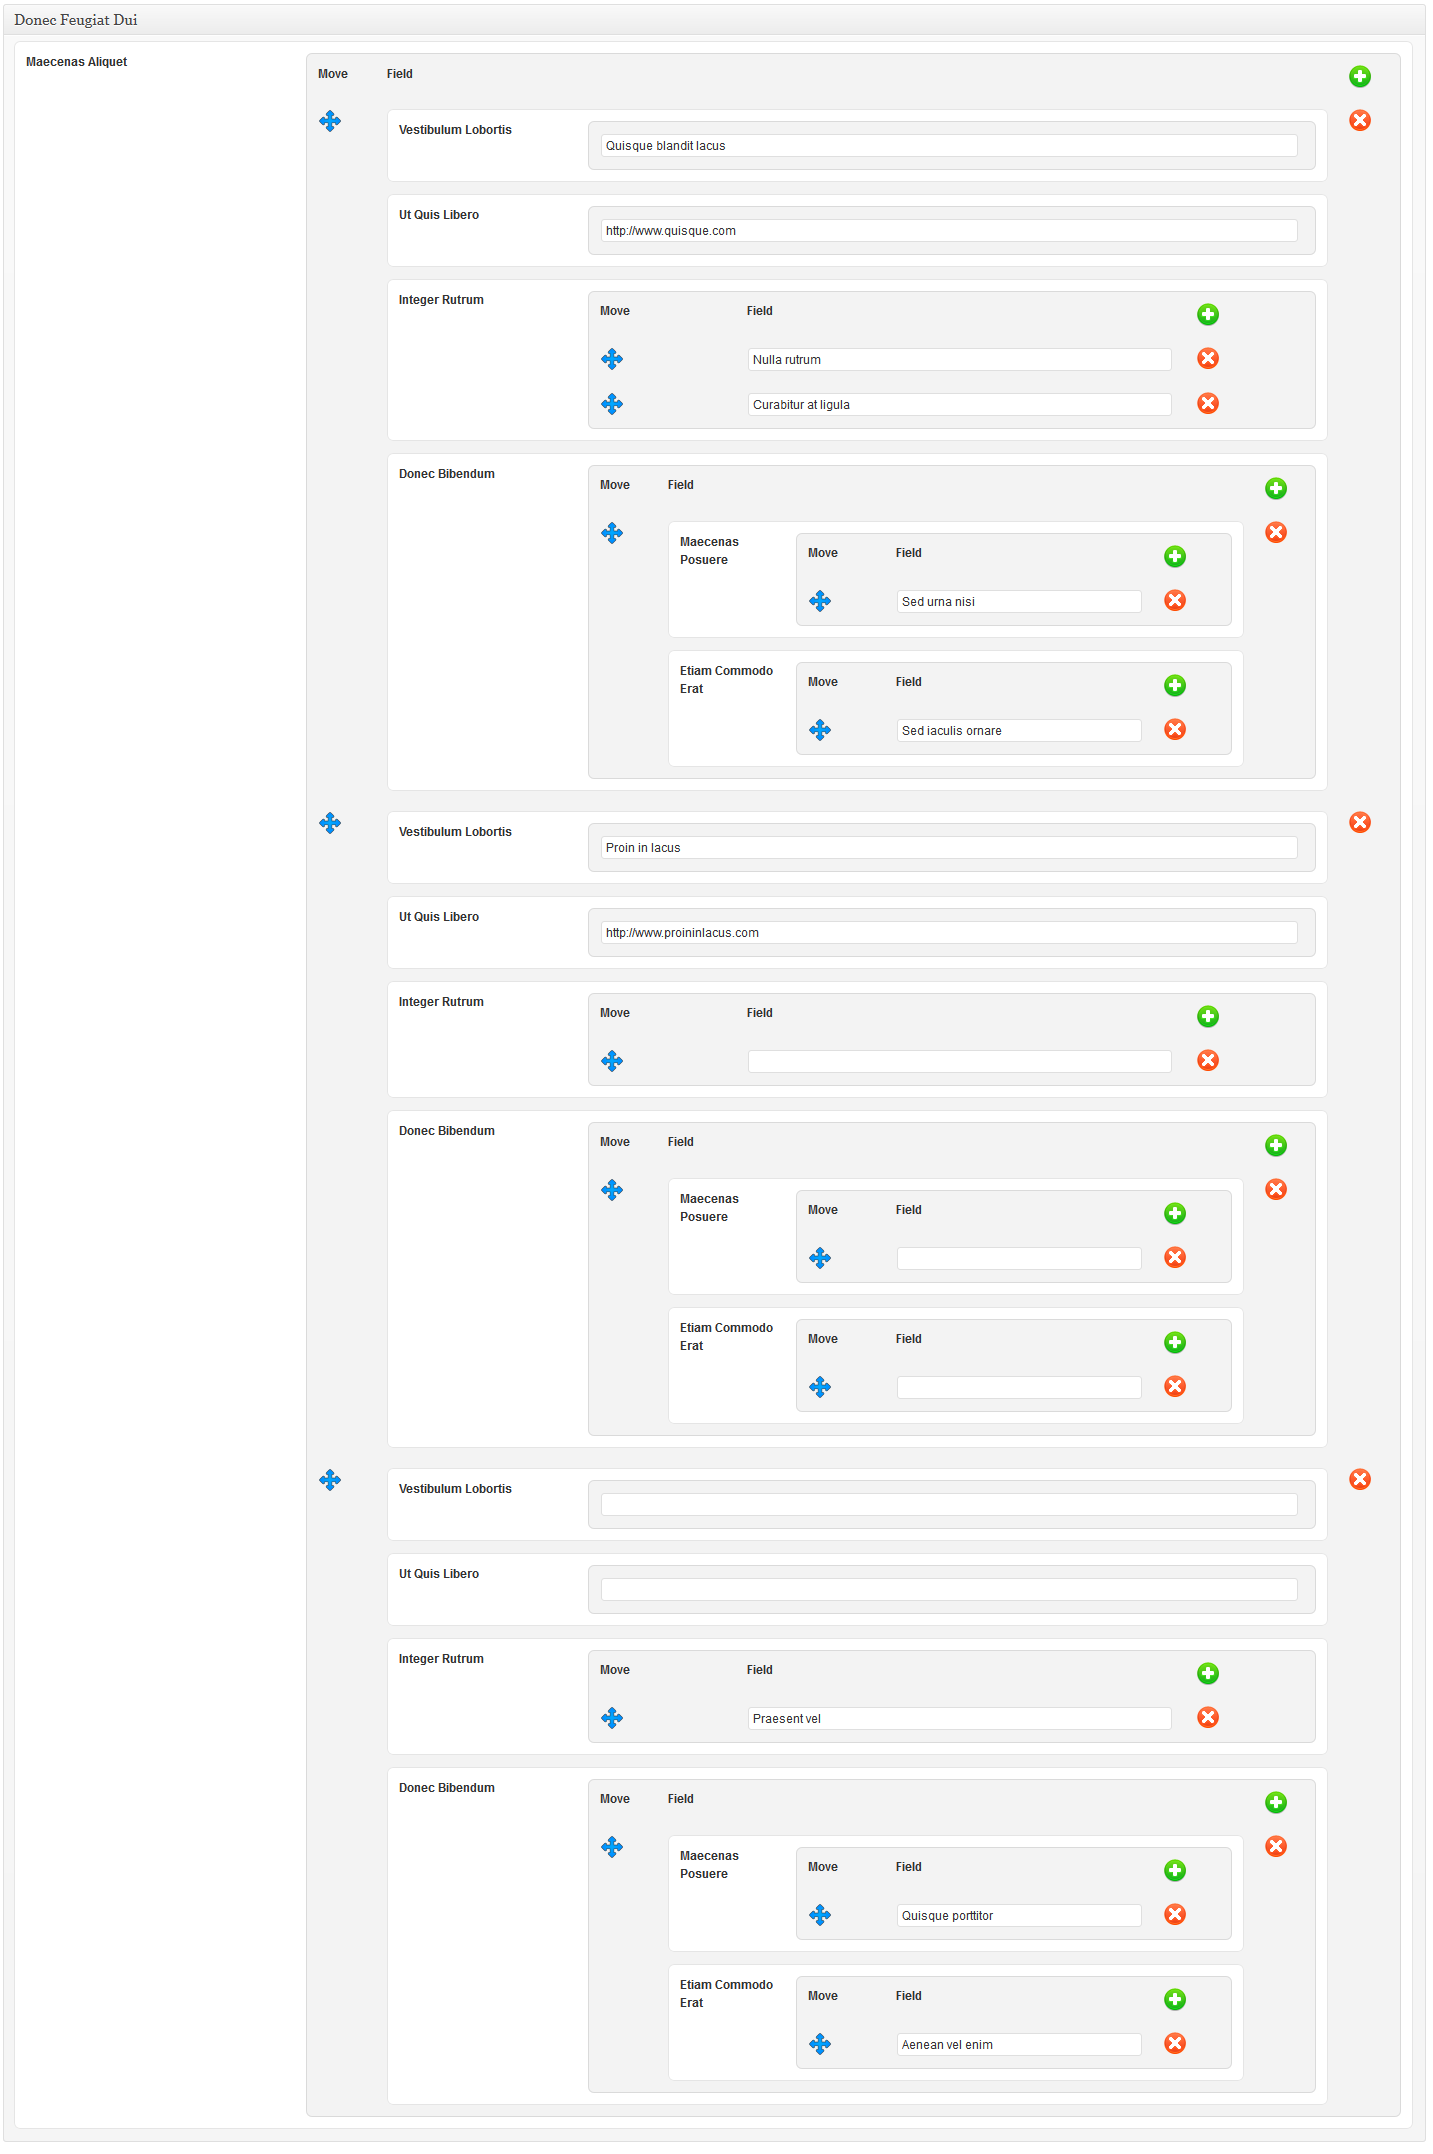 Donec Feugiat Dui
Maecenas Aliquet
Move Field
Vestibulum Lobortis
Quisque blandit lacus
Ut Quis Libero
http://www.quisque.com
Integer Rutrum
Move Field
Nulla rutrum
Curabitur at ligula
Donec Bibendum
Move Field
Maecenas
Posuere
Move Field
Sed urna nisi
Etiam Commodo
Erat
Move Field
Sed iaculis ornare
Vestibulum Lobortis
Proin in lacus
Ut Quis Libero
http://www.proininlacus.com
Integer Rutrum
Move Field
Donec Bibendum
Move Field
Maecenas
Posuere
Move Field
Etiam Commodo
Erat
Move Field
Vestibulum Lobortis
Ut Quis Libero
Integer Rutrum
Move Field
Praesent vel
Donec Bibendum
Move Field
Maecenas
Posuere
Move Field
Quisque porttitor
Etiam Commodo
Erat
Move Field
Aenean vel enim